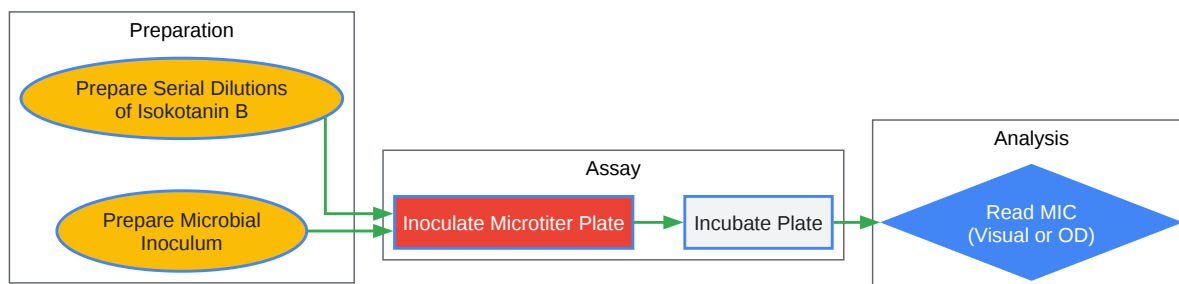 Preparation
Prepare Serial Dilutions
of Isokotanin B
Prepare Microbial
Inoculum
Assay
Inoculate Microtiter Plate
Incubate Plate
Analysis
Read MIC
(Visual or OD)